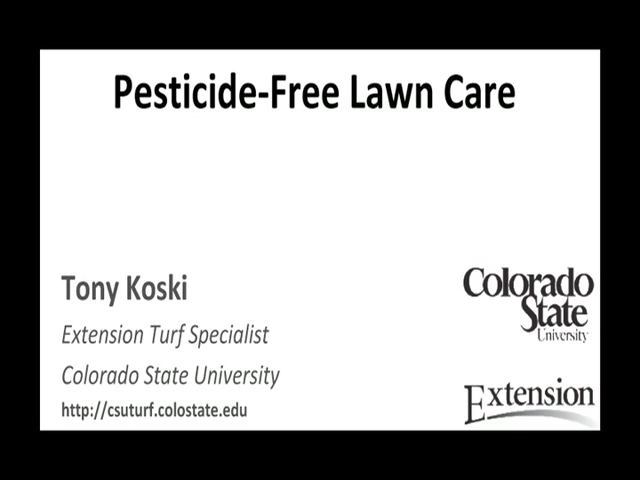 Pesticide-Free Lawn Care
Tony Koski
Extension Turf Specialist
Colorado State University
http://csuturf.colostate.edu
Colorado
State
University
Extension